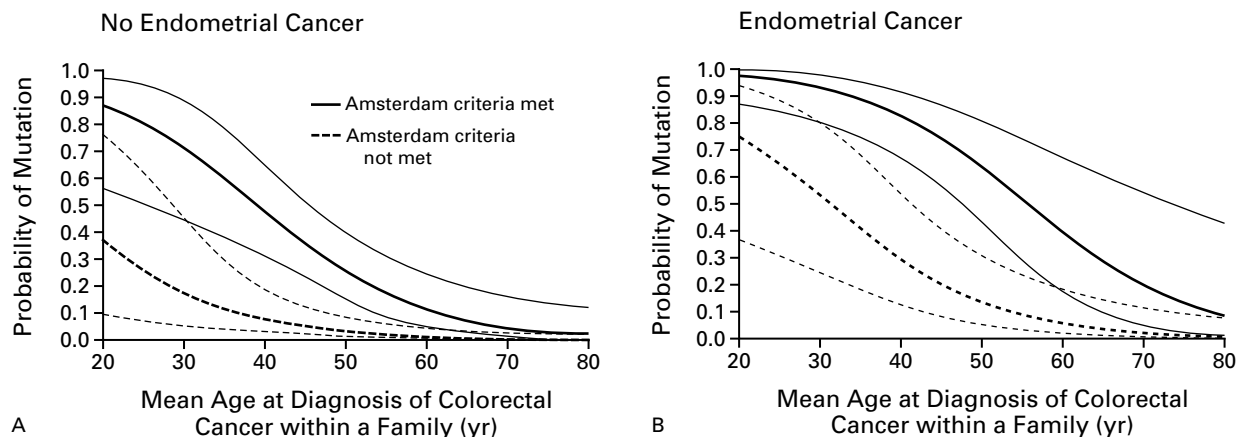 No Endometrial Cancer
Probability of Mutation
1.0
0.9
0.8
0.7
0.6
0.5
0.4
0.3
0.2
0.1
0.0
Amsterdam criteria met
Amsterdam criteria
not met
20 30 40 50 60 70 80
Mean Age at Diagnosis of Colorectal
Cancer within a Family (yr)
A
Endometrial Cancer
Probability of Mutation
1.0
0.9
0.8
0.7
0.6
0.5
0.4
0.3
0.2
0.1
0.0
20 30 40 50 60 70 80
Mean Age at Diagnosis of Colorectal
Cancer within a Family (yr)
B